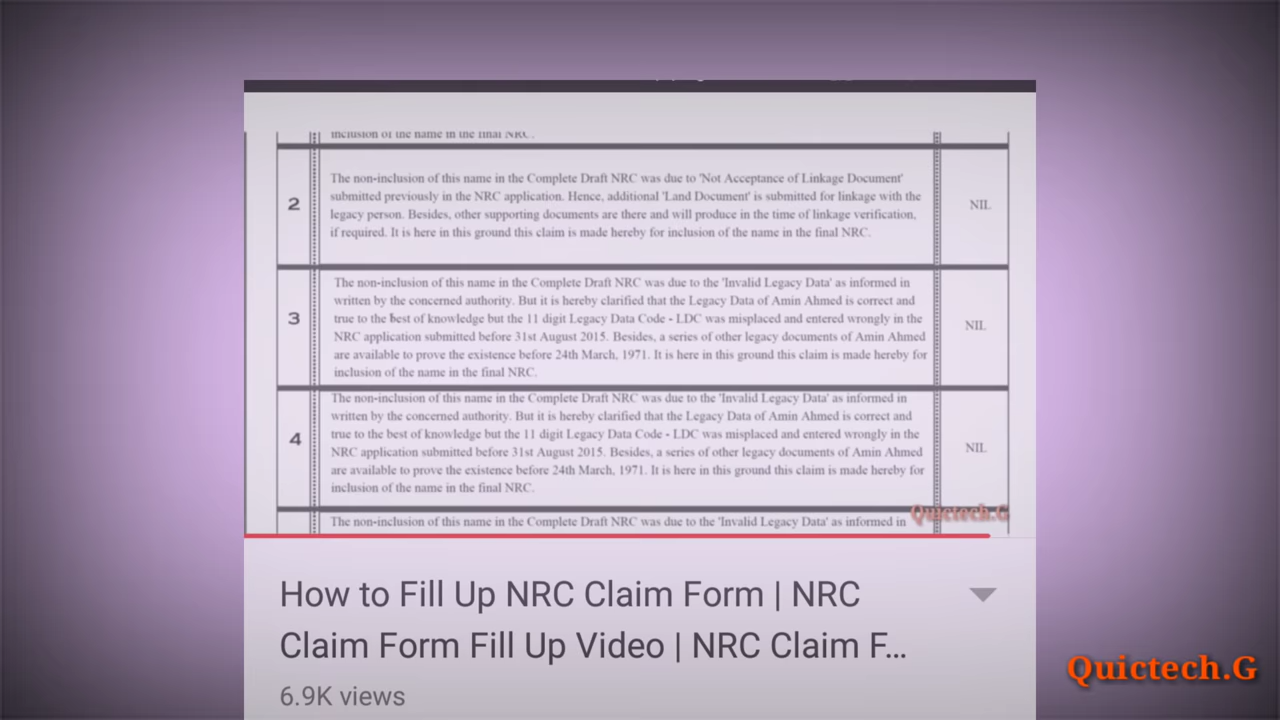 inclusion of the name in the final NRC.
2
The non-inclusion of this name in the Complete Draft NRC was due to 'Not Acceptance of Linkage Document'
submitted previously in the NRC application. Hence, additional 'Land Document' is submitted for linkage with the
legacy person. Besides, other supporting documents are there and will produce in the time of linkage verification,
if required. It is here in this ground this claim is made hereby for inclusion of the name in the final NRC.
NIL
3
The non-inclusion of this name in the Complete Draft NRC was due to the 'Invalid Legacy Data' as informed in
written by the concerned authority. But it is hereby clarified that the Legacy Data of Amin Ahmed is correct and
true to the best of knowledge but the 11 digit Legacy Data Code - LDC was misplaced and entered wrongly in the
NRC application submitted before 31st August 2015. Besides, a series of other legacy documents of Amin Ahmed
are available to prove the existence before 24th March, 1971. It is here in this ground this claim is made hereby for
inclusion of the name in the final NRC.
NIL
4
The non-inclusion of this name in the Complete Draft NRC was due to the 'Invalid Legacy Data' as informed in
written by the concerned authority. But it is hereby clarified that the Legacy Data of Amin Ahmed is correct and
true to the best of knowledge but the 11 digit Legacy Data Code - LDC was misplaced and entered wrongly in the
NRC application submitted before 31st August 2015. Besides, a series of other legacy documents of Amin Ahmed
are available to prove the existence before 24th March, 1971. It is here in this ground this claim is made hereby for
inclusion of the name in the final NRC.
NIL
The non-inclusion of this name in the Complete Draft NRC was due to the 'Invalid Legacy Data' as informed in
Quictech.G
How to Fill Up NRC Claim Form | NRC
Claim Form Fill Up Video | NRC Claim F...
6.9K views
Quictech.G